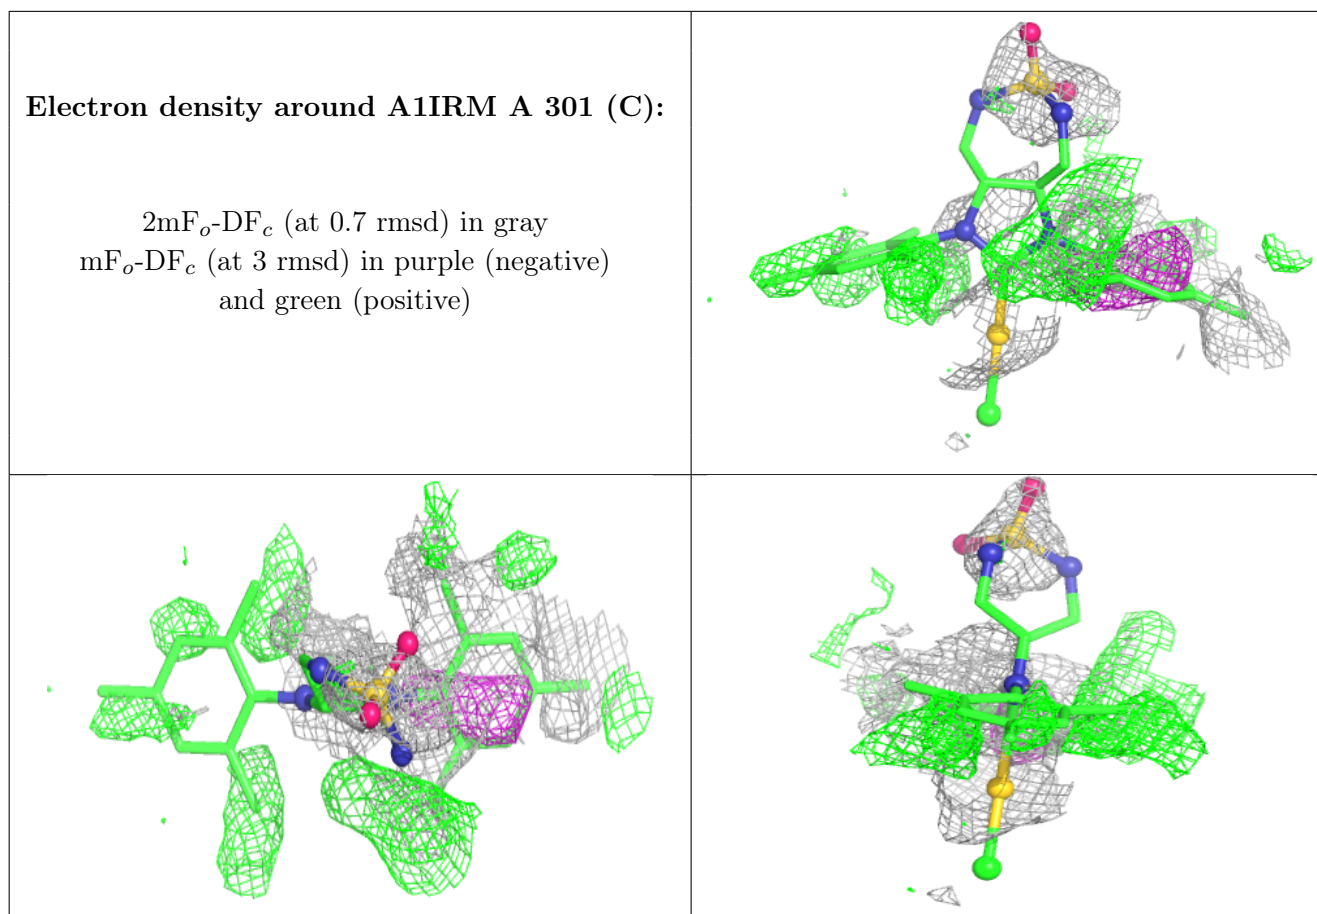 Electron density around A1IRM A 301 (C):
2mFₒ-DF𝒸 (at 0.7 rmsd) in gray
mFₒ-DF𝒸 (at 3 rmsd) in purple (negative)
and green (positive)